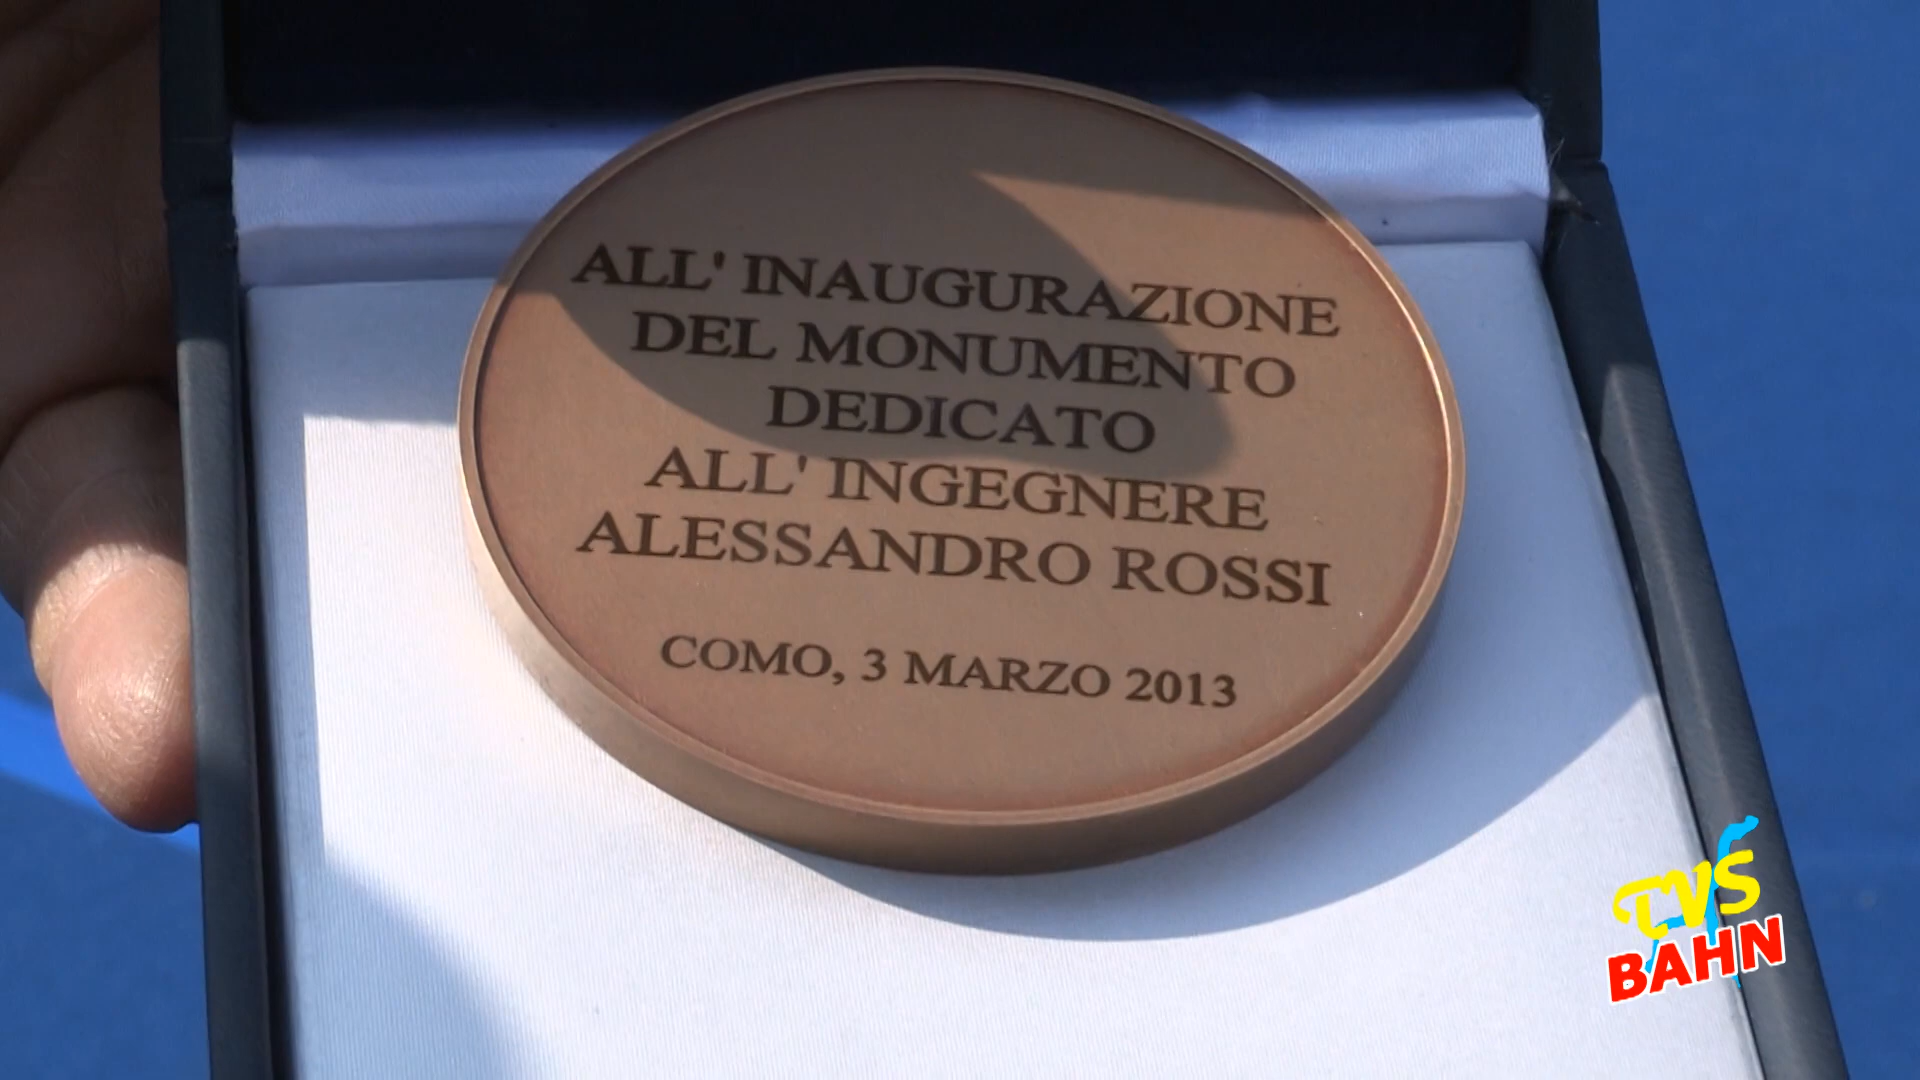 ALL' INAUGURAZIONE
DEL MONUMENTO
DEDICATO
ALL' INGEGNERE
ALESSANDRO ROSSI
COMO, 3 MARZO 2013
TVS
BAHN